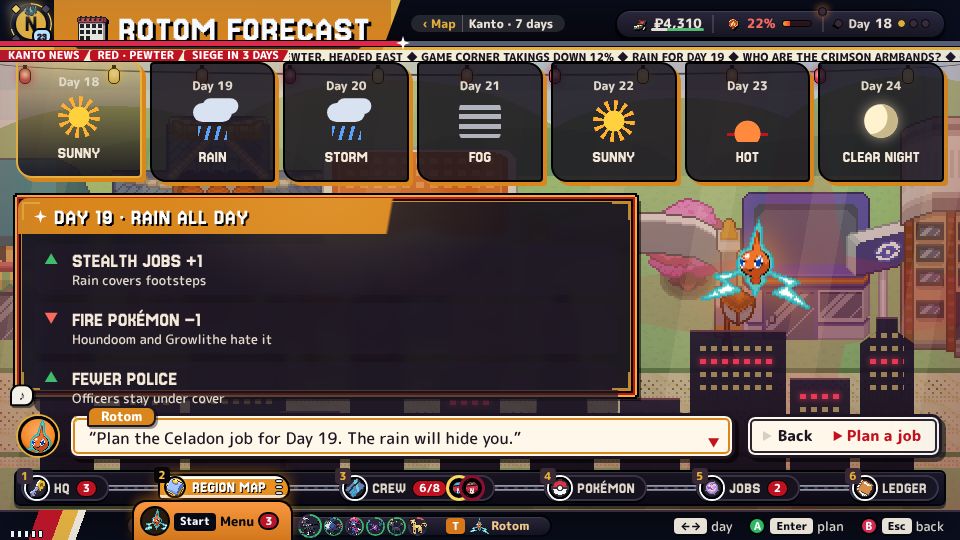 ROTOM FORECAST
‹ Map Kanto · 7 days
₽4,310 22% Day 18
KANTO NEWS RED · PEWTER SIEGE IN 3 DAYS WTER, HEADED EAST ◆ GAME CORNER TAKINGS DOWN 12% ◆ RAIN FOR DAY 19 ◆ WHO ARE THE CRIMSON ARMBANDS? ◆
Day 18 Day 19 Day 20 Day 21 Day 22 Day 23 Day 24
SUNNY RAIN STORM FOG SUNNY HOT CLEAR NIGHT
DAY 19 · RAIN ALL DAY
STEALTH JOBS +1
Rain covers footsteps
FIRE POKÉMON −1
Houndoom and Growlithe hate it
FEWER POLICE
Officers stay under cover
Rotom
“Plan the Celadon job for Day 19. The rain will hide you.”
Back Plan a job
1 HQ 3 2 REGION MAP 3 CREW 6/8 4 POKÉMON 5 JOBS 2 6 LEDGER
Start Menu 3 T Rotom ←→ day A Enter plan B Esc back